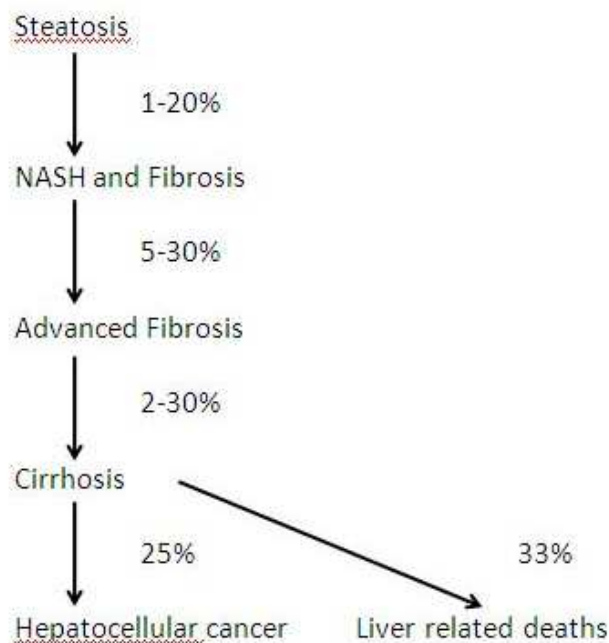 Steatosis
1-20%
NASH and Fibrosis
5-30%
Advanced Fibrosis
2-30%
Cirrhosis
25% 33%
Hepatocellular cancer Liver related deaths